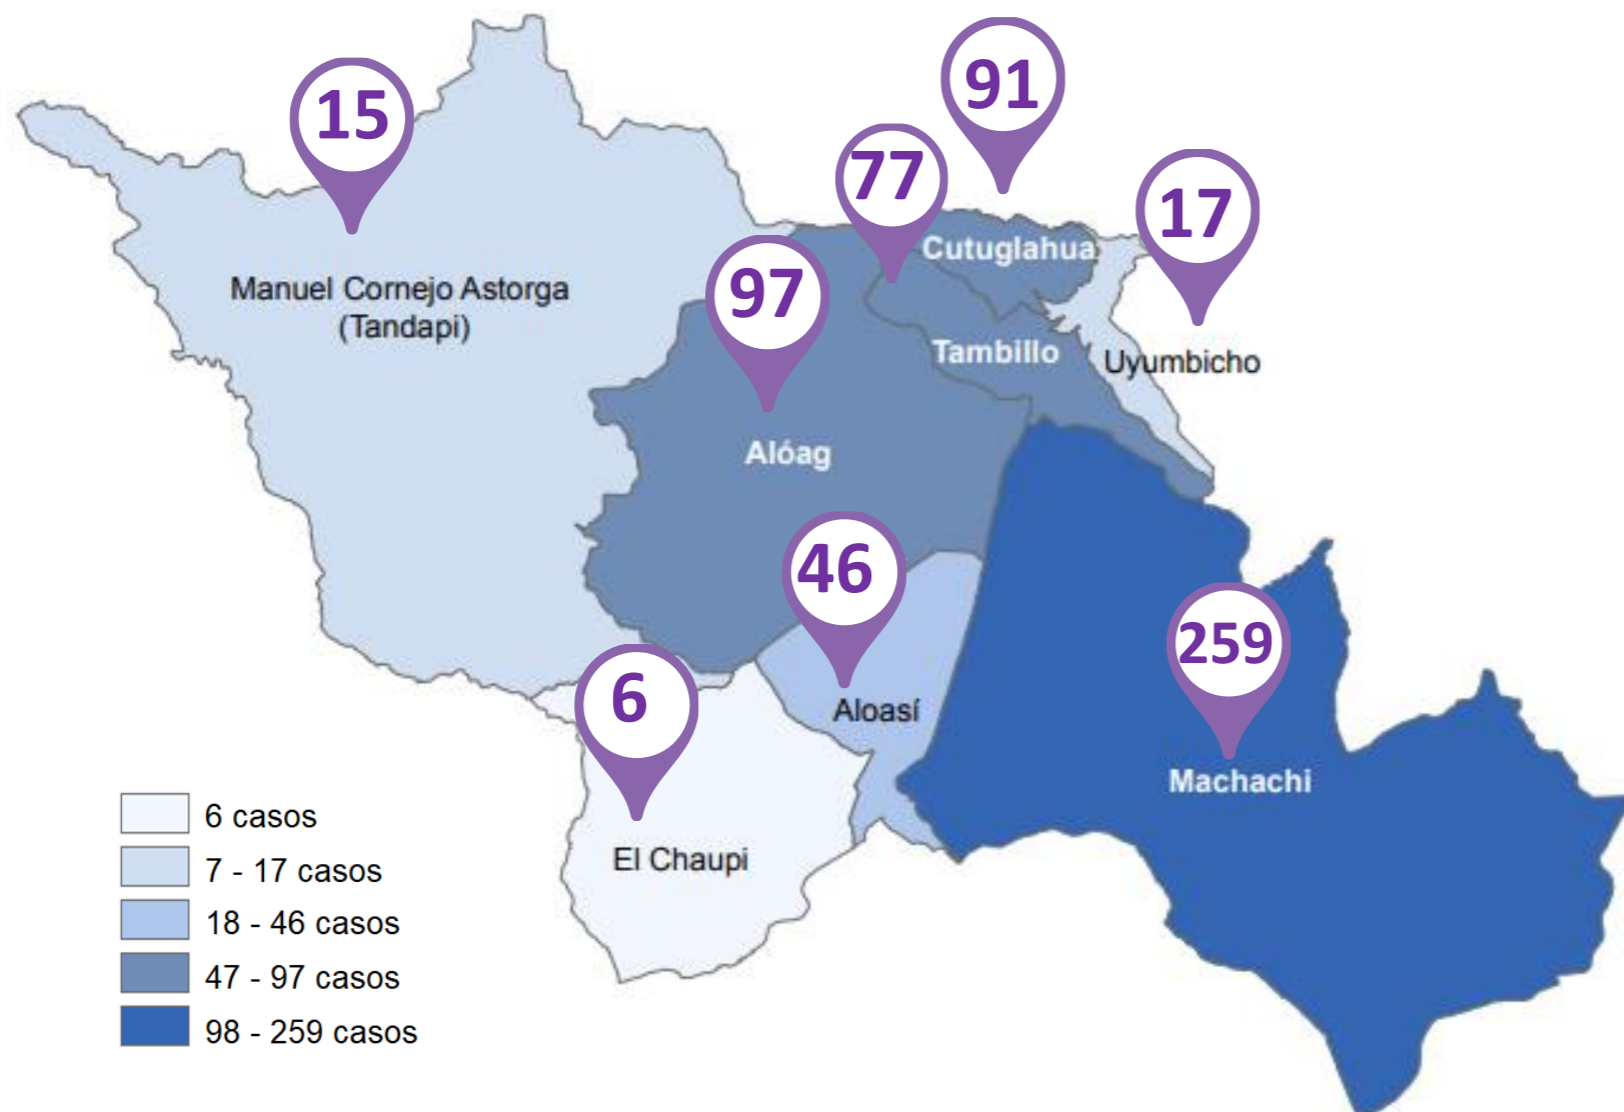 15
91
77
17
Cutuglahua
97
Manuel Cornejo Astorga
(Tandapi)
Tambillo
Uyumbicho
Alóag
46
259
6
Aloasí
Machachi
El Chaupi
6 casos
7 - 17 casos
18 - 46 casos
47 - 97 casos
98 - 259 casos